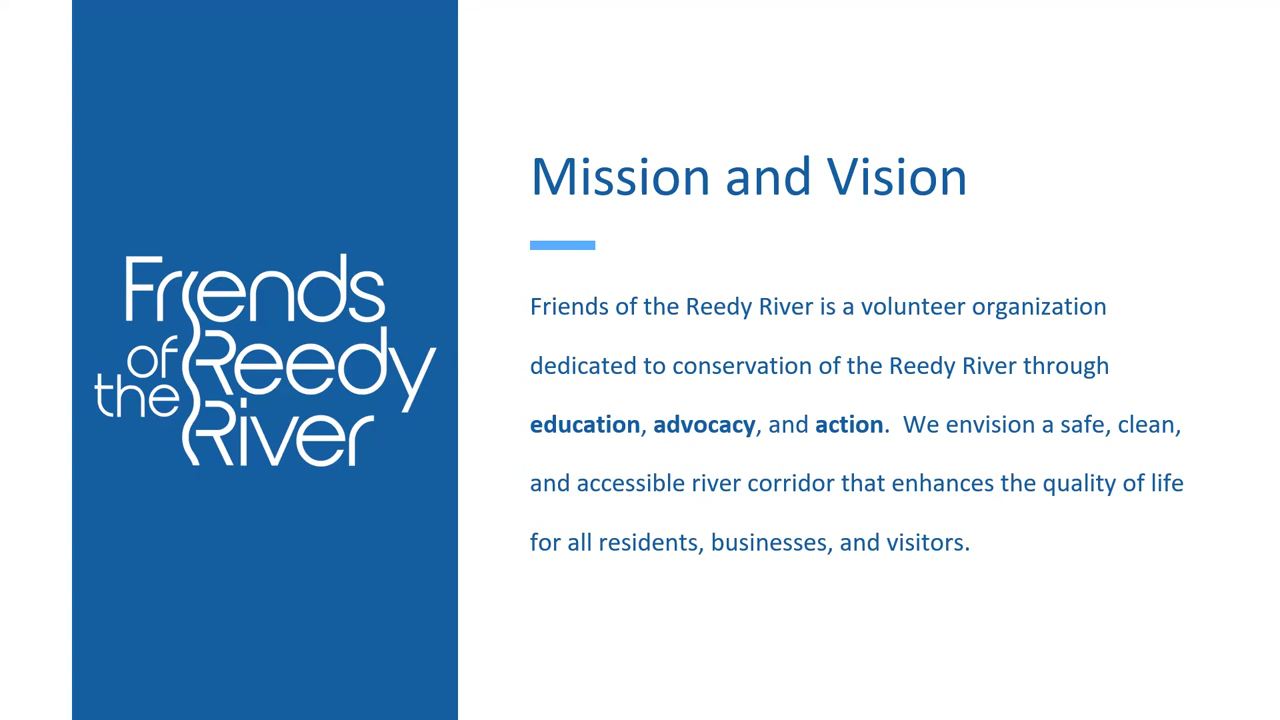 Friends
of Reedy
the River
Mission and Vision
Friends of the Reedy River is a volunteer organization
dedicated to conservation of the Reedy River through
education, advocacy, and action.  We envision a safe, clean,
and accessible river corridor that enhances the quality of life
for all residents, businesses, and visitors.